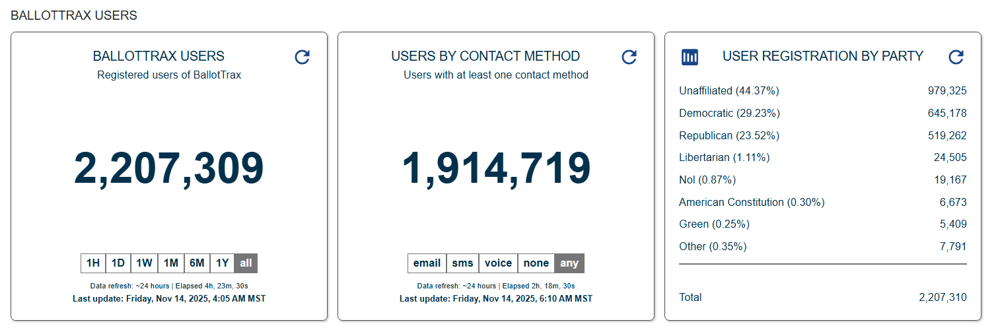 BALLOTTRAX USERS
BALLOTTRAX USERS
Registered users of BallotTrax
2,207,309
1H 1D 1W 1M 6M 1Y all
Data refresh: ~24 hours | Elapsed 4h, 23m, 30s
Last update: Friday, Nov 14, 2025, 4:05 AM MST
USERS BY CONTACT METHOD
Users with at least one contact method
1,914,719
email sms voice none any
Data refresh: ~24 hours | Elapsed 2h, 18m, 30s
Last update: Friday, Nov 14, 2025, 6:10 AM MST
USER REGISTRATION BY PARTY
Unaffiliated (44.37%) 979,325
Democratic (29.23%) 645,178
Republican (23.52%) 519,262
Libertarian (1.11%) 24,505
Nol (0.87%) 19,167
American Constitution (0.30%) 6,673
Green (0.25%) 5,409
Other (0.35%) 7,791
Total 2,207,310